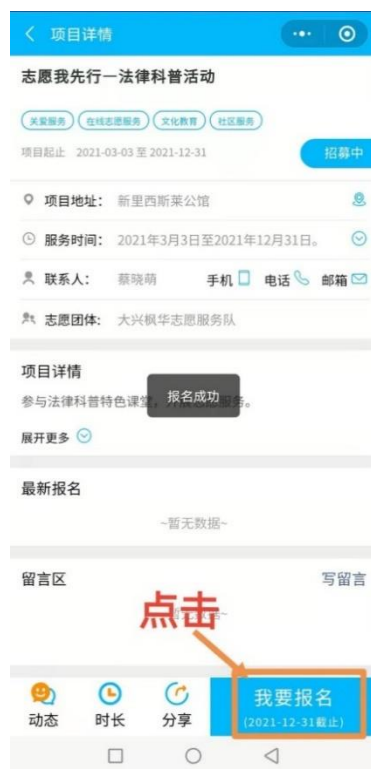 项目详情
志愿我先行一法律科普活动
关爱服务 在线志愿服务 文化教育 社区服务
项目起止 2021-03-03 至 2021-12-31
招募中
项目地址: 新里西斯莱公馆
服务时间: 2021年3月3日至2021年12月31日。
联系人: 蔡晓萌 手机 电话 邮箱
志愿团体: 大兴枫华志愿服务队
项目详情
参与法律科普特色课堂，开展志愿服务。
报名成功
展开更多
最新报名
~暂无数据~
留言区 写留言
点击
动态 时长 分享
我要报名
(2021-12-31截止)